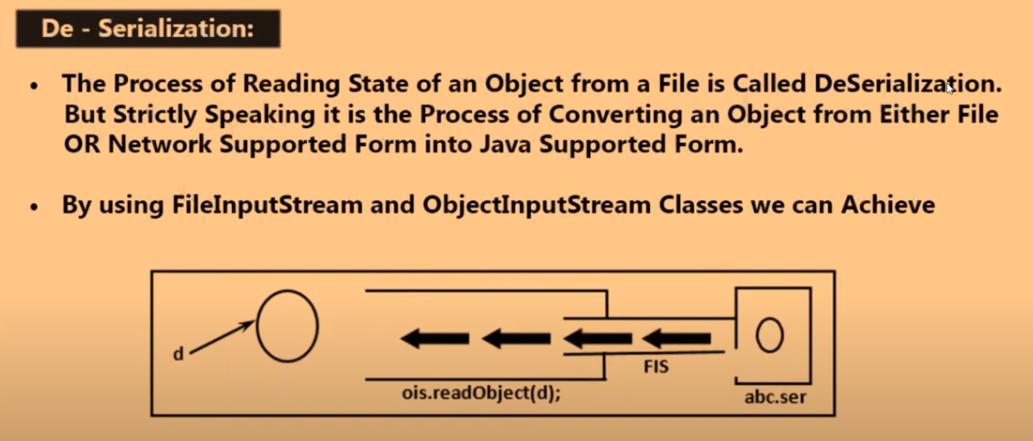 De - Serialization:
• The Process of Reading State of an Object from a File is Called DeSerialization.
But Strictly Speaking it is the Process of Converting an Object from Either File
OR Network Supported Form into Java Supported Form.
• By using FileInputStream and ObjectInputStream Classes we can Achieve
d
FIS
ois.readObject(d);
abc.ser